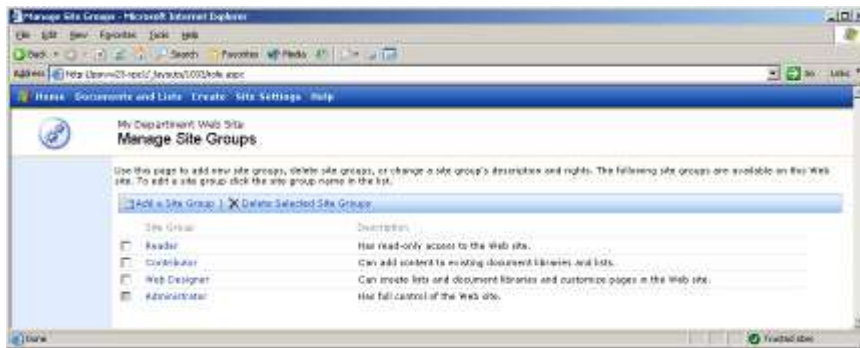 Manage Site Groups - Microsoft Internet Explorer
File Edit View Favorites Tools Help
Back Search Favorites Media
Address Go Links
Home Documents and Lists Create Site Settings Help
My Department Web Site
Manage Site Groups
Use this page to add new site groups, delete site groups, or change a site group's description and rights. The following site groups are available on this Web
site. To edit a site group click the site group name in the list.
Add a Site Group | Delete Selected Site Groups
Site Group Description
Reader Has read-only access to the Web site.
Contributor Can add content to existing document libraries and lists.
Web Designer Can create lists and document libraries and customize pages in the Web site.
Administrator Has full control of the Web site.
Done Trusted sites